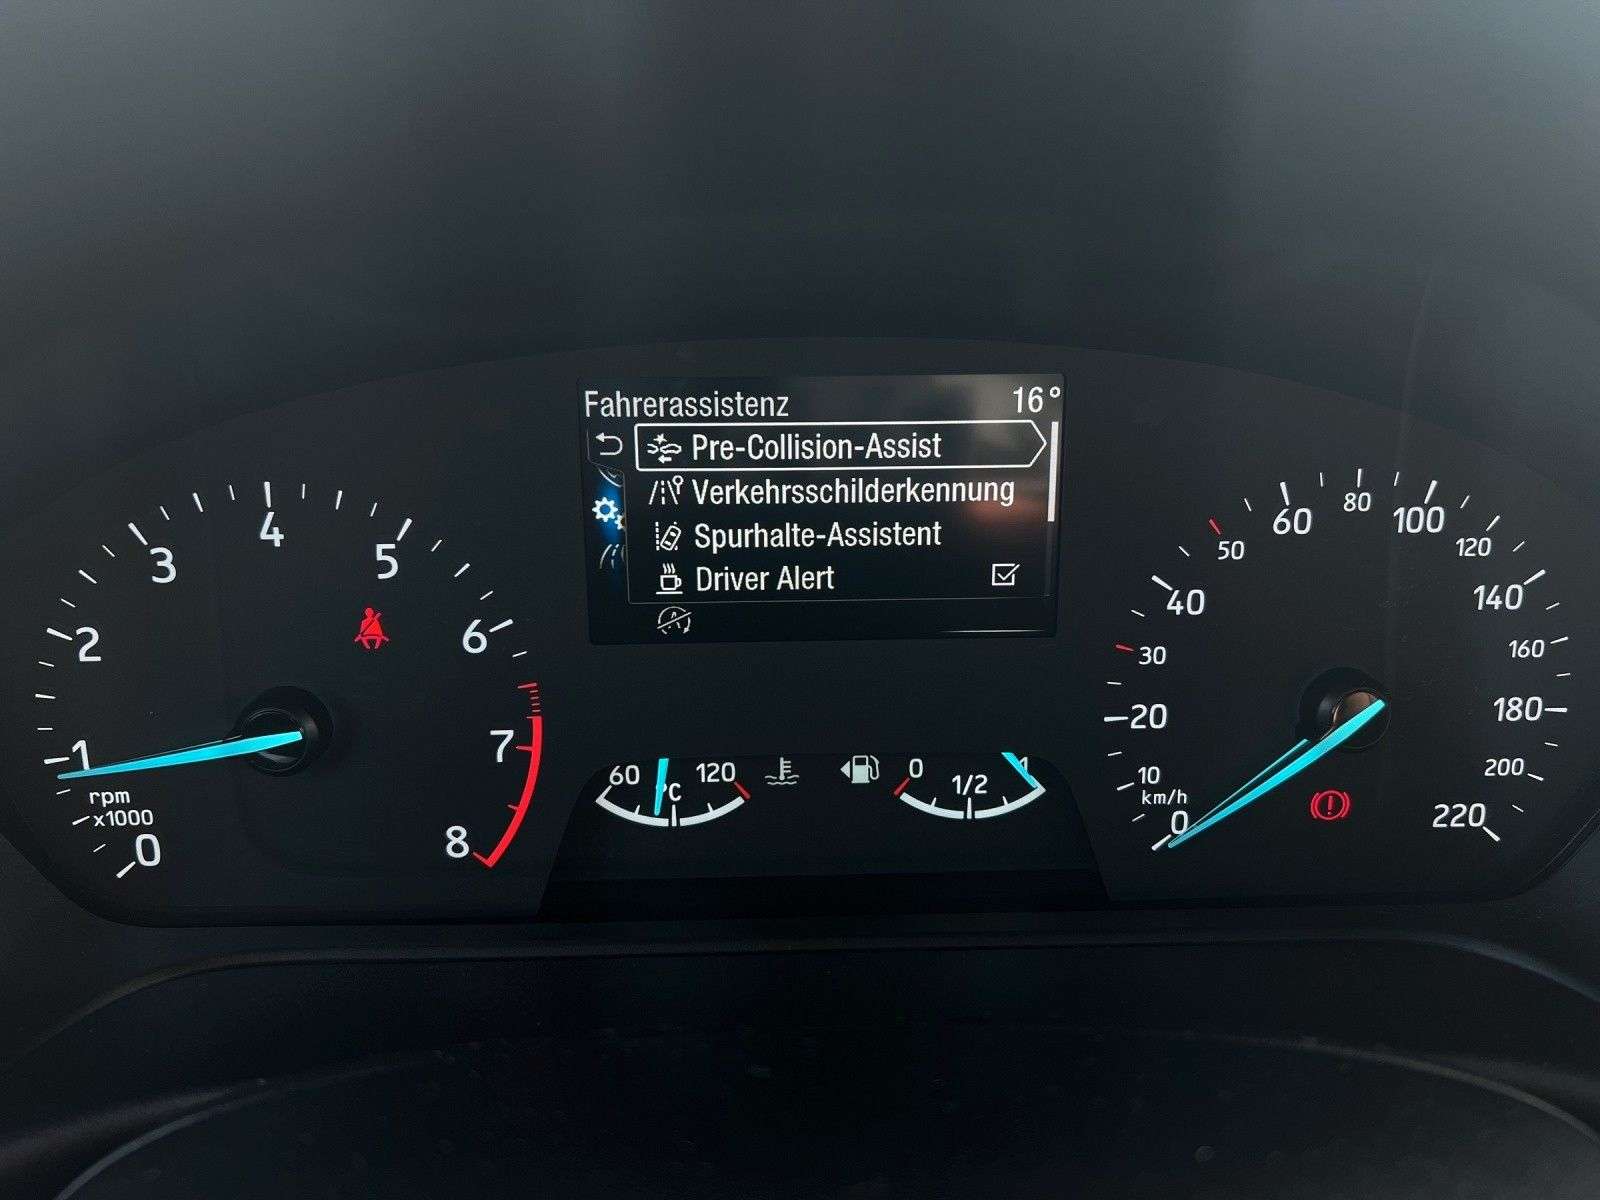 Fahrerassistenz 16°
Pre-Collision-Assist
Verkehrsschilderkennung
Spurhalte-Assistent
Driver Alert
A
0
1
2
3
4
5
6
7
8
rpm
x1000
60 °C 120
0 1/2 1
0
10
20
30
40
50
60
80
100
120
140
160
180
200
220
km/h